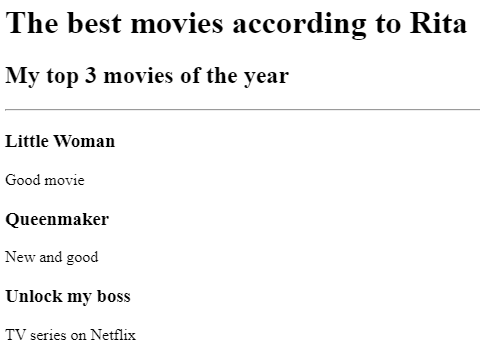 The best movies according to Rita
My top 3 movies of the year
Little Woman
Good movie
Queenmaker
New and good
Unlock my boss
TV series on Netflix